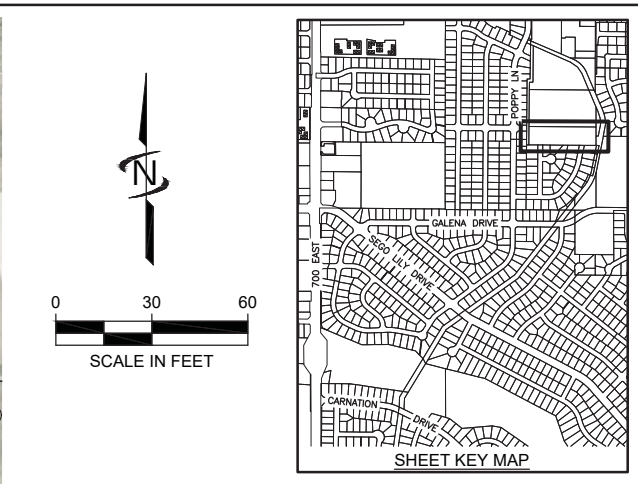 N
0 30 60
SCALE IN FEET
POPPY LN
GALENA DRIVE
SEGO LILY DRIVE
700 EAST
CARNATION DRIVE
SHEET KEY MAP